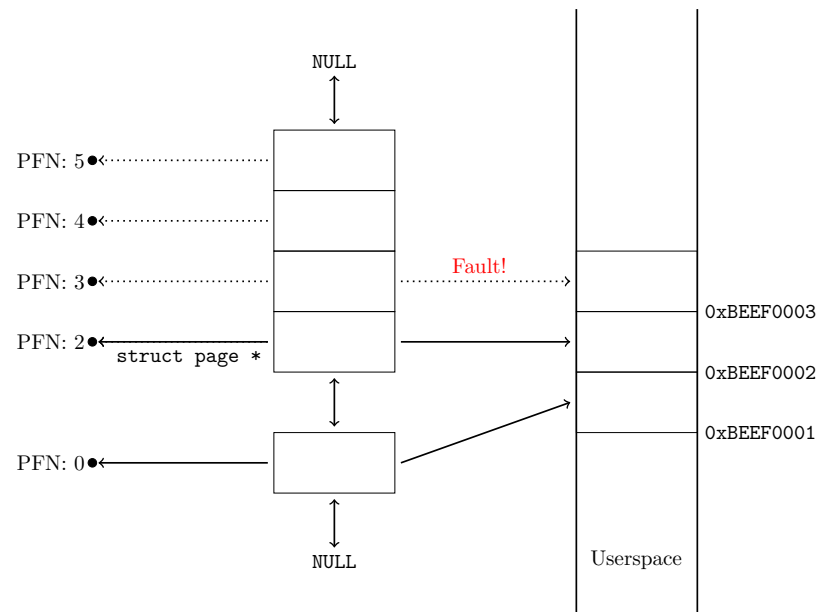 NULL
PFN: 5
PFN: 4
Fault!
PFN: 3
0xBEEF0003
PFN: 2
struct page *
0xBEEF0002
0xBEEF0001
PFN: 0
Userspace
NULL